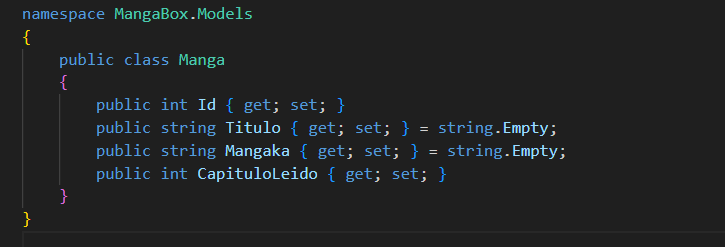 namespace MangaBox.Models
{
    public class Manga
    {
        public int Id { get; set; }
        public string Titulo { get; set; } = string.Empty;
        public string Mangaka { get; set; } = string.Empty;
        public int CapituloLeido { get; set; }
    }
}